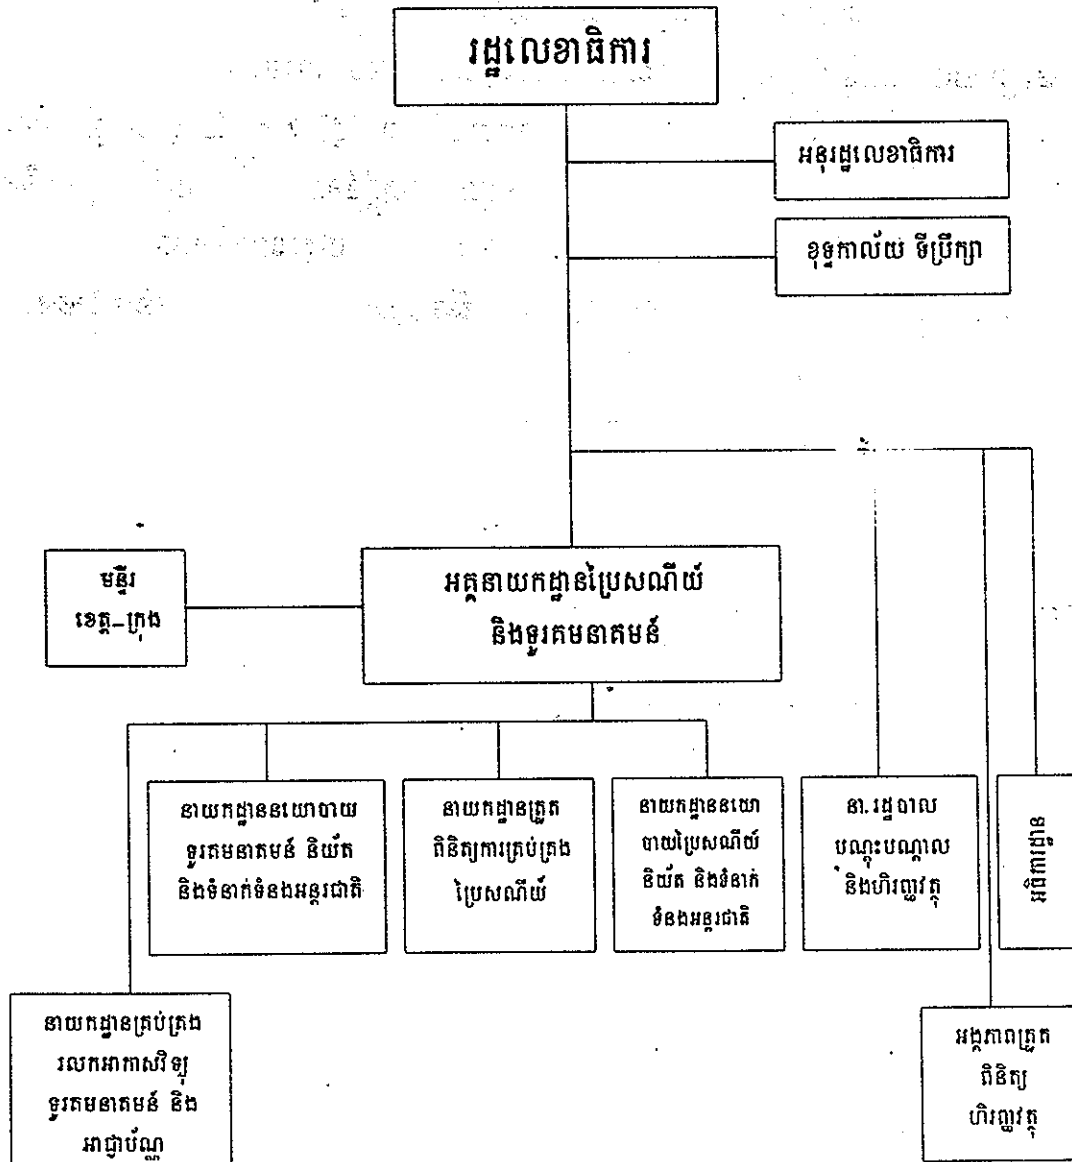 រដ្ឋលេខាធិការ
អនុរដ្ឋលេខាធិការ
ខុទ្ទកាល័យ ទីប្រឹក្សា
មន្ទីរ
ខេត្ត-ក្រុង
អគ្គនាយកដ្ឋានប្រៃសណីយ៍
និងទូរគមនាគមន៍
នាយកដ្ឋាននយោបាយ
ទូរគមនាគមន៍ និយ័ត
និងទំនាក់ទំនងអន្តរជាតិ
នាយកដ្ឋានត្រួត
ពិនិត្យការគ្រប់គ្រង
ប្រៃសណីយ៍
នាយកដ្ឋាននយោ
បាយប្រៃសណីយ៍
និយ័ត និងទំនាក់
ទំនងអន្តរជាតិ
នា.រដ្ឋបាល
បណ្តុះបណ្តាល
និងហិរញ្ញវត្ថុ
អធិការដ្ឋាន
នាយកដ្ឋានគ្រប់គ្រង
រលកអាកាសវិទ្យុ
ទូរគមនាគមន៍ និង
អាជ្ញាប័ណ្ណ
អង្គភាពត្រួត
ពិនិត្យ
ហិរញ្ញវត្ថុ